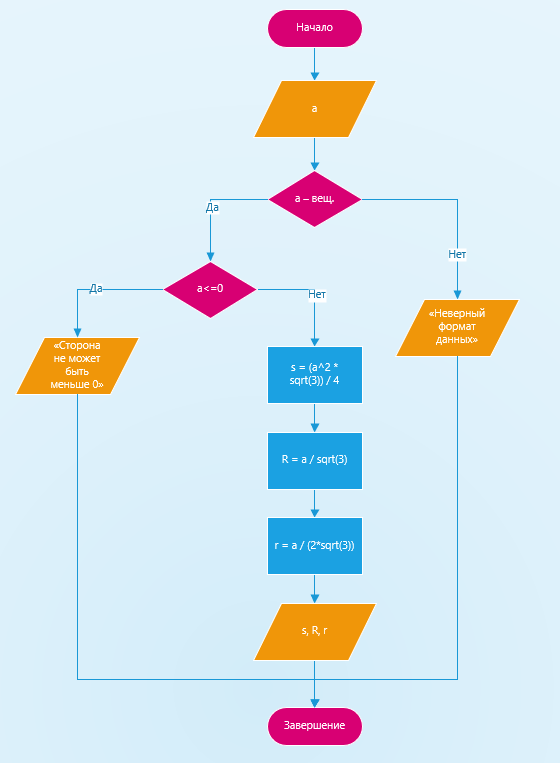 Начало
a
a – вещ.
Да
Нет
a<=0
Да
Нет
«Неверный
формат
данных»
«Сторона
не может
быть
меньше 0»
s = (a^2 *
sqrt(3)) / 4
R = a / sqrt(3)
r = a / (2*sqrt(3))
s, R, r
Завершение